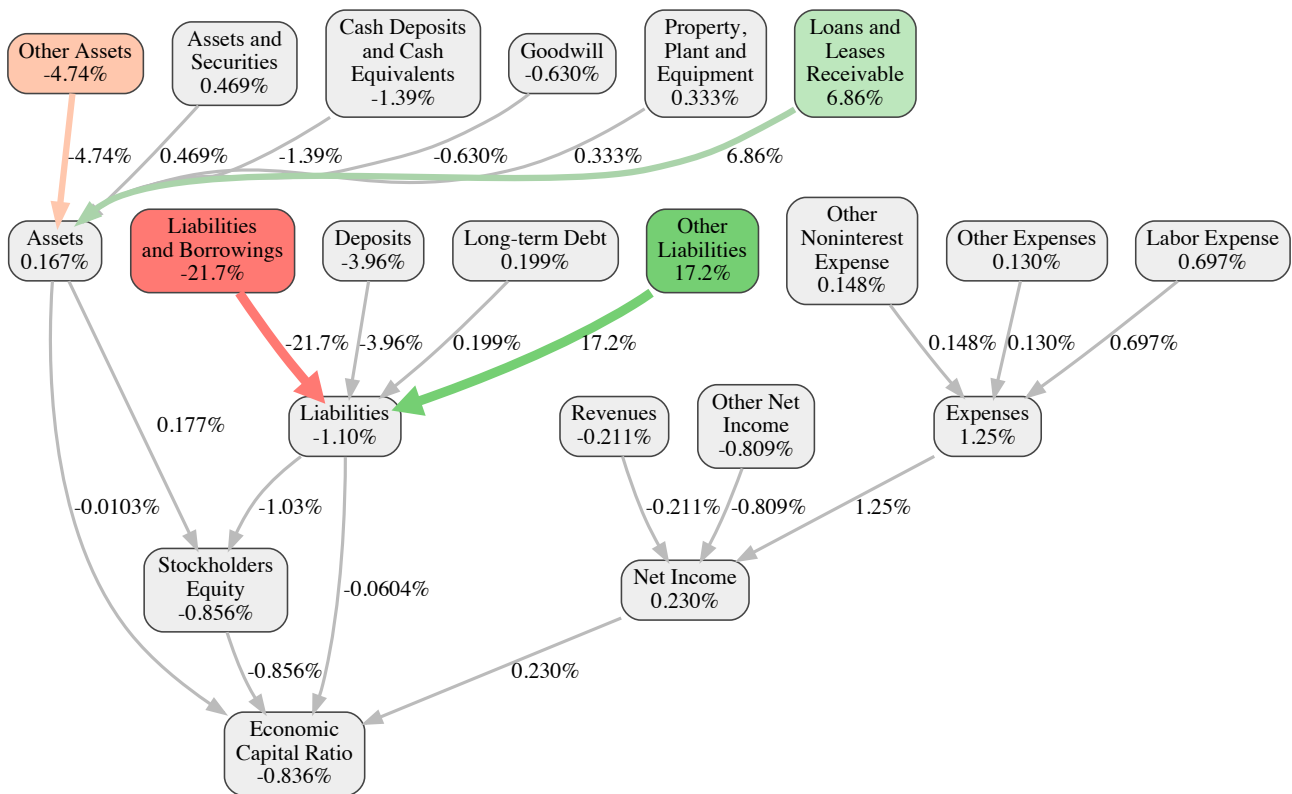 Other Assets
-4.74%
Assets and
Securities
0.469%
Cash Deposits
and Cash
Equivalents
-1.39%
Goodwill
-0.630%
Property,
Plant and
Equipment
0.333%
Loans and
Leases
Receivable
6.86%
-4.74%
0.469%
-1.39%
-0.630%
0.333%
6.86%
Assets
0.167%
Liabilities
and Borrowings
-21.7%
Deposits
-3.96%
Long-term Debt
0.199%
Other
Liabilities
17.2%
Other
Noninterest
Expense
0.148%
Other Expenses
0.130%
Labor Expense
0.697%
-21.7%
-3.96%
0.199%
17.2%
0.148%
0.130%
0.697%
Liabilities
-1.10%
Revenues
-0.211%
Other Net
Income
-0.809%
Expenses
1.25%
0.177%
-0.0103%
-1.03%
-0.211%
-0.809%
1.25%
Stockholders
Equity
-0.856%
-0.0604%
Net Income
0.230%
-0.856%
0.230%
Economic
Capital Ratio
-0.836%